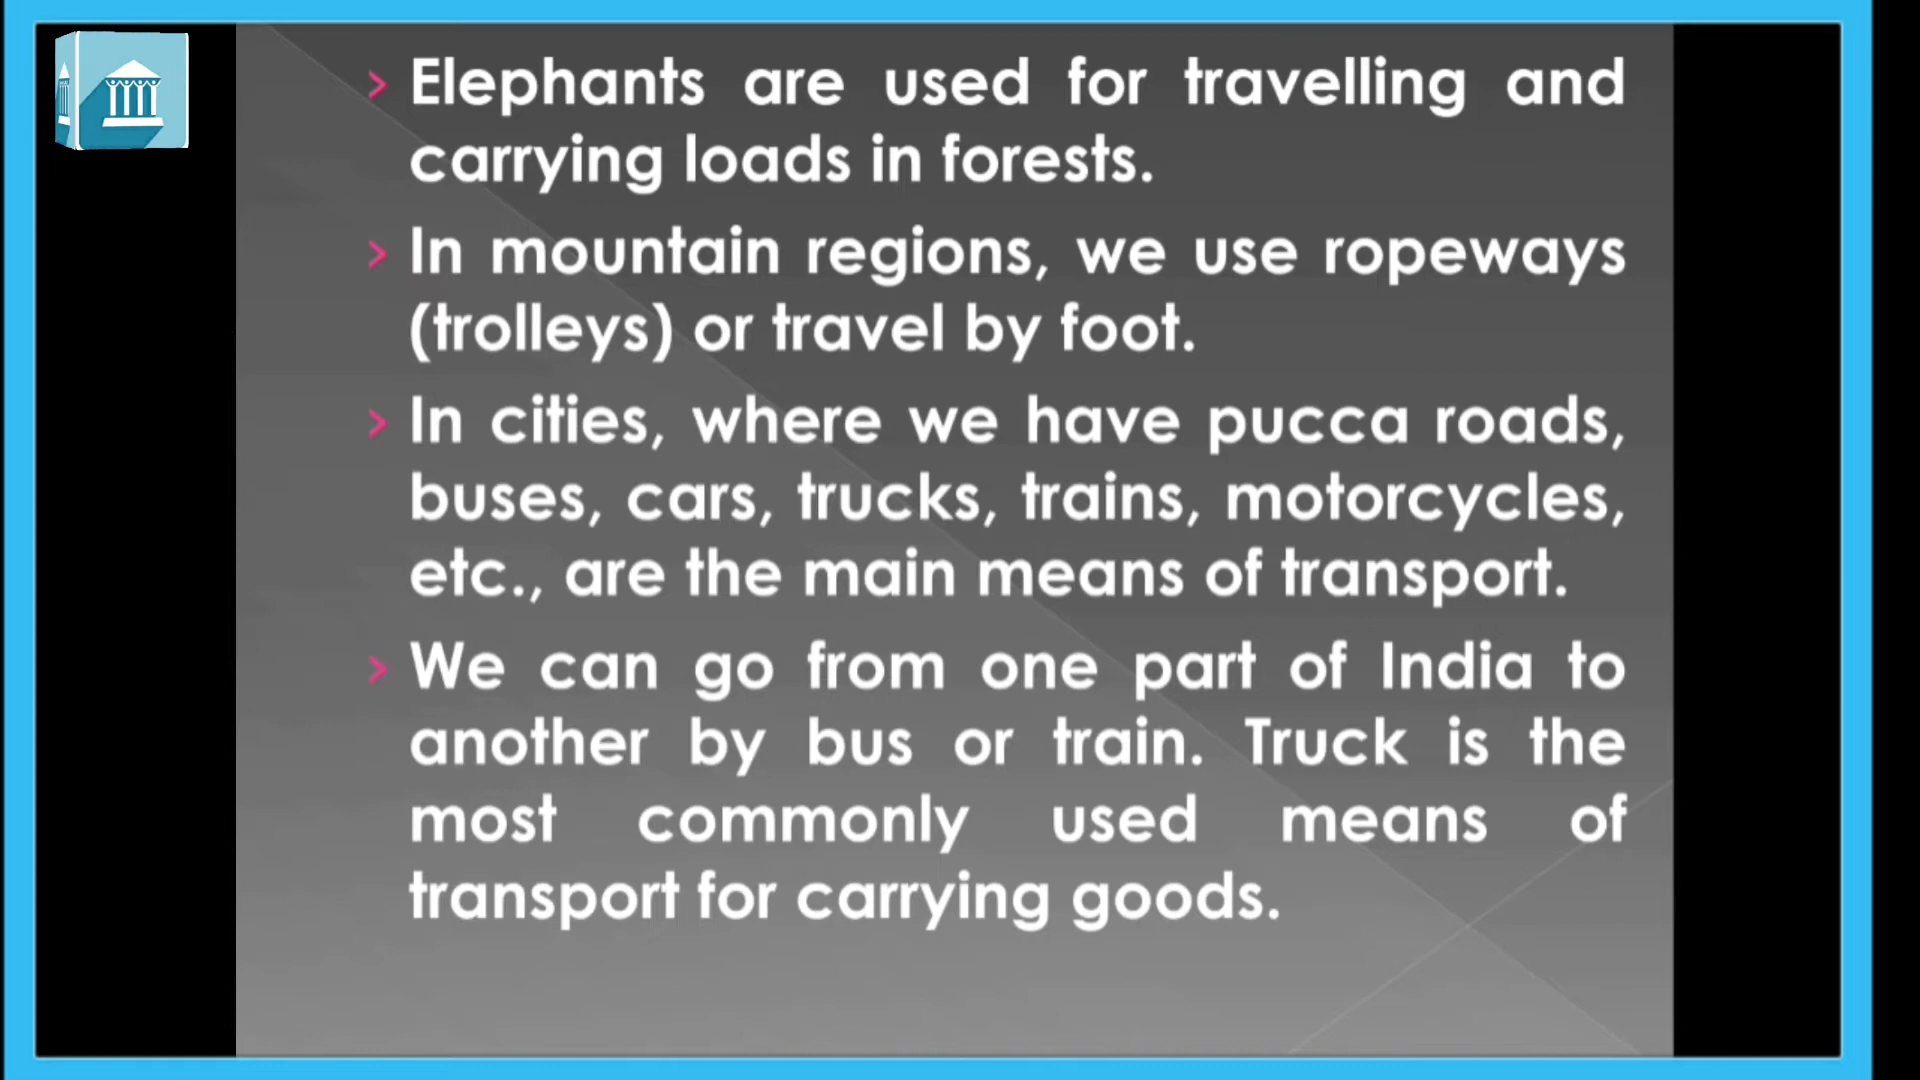 > Elephants are used for travelling and
carrying loads in forests.
> In mountain regions, we use ropeways
(trolleys) or travel by foot.
> In cities, where we have pucca roads,
buses, cars, trucks, trains, motorcycles,
etc., are the main means of transport.
> We can go from one part of India to
another by bus or train. Truck is the
most commonly used means of
transport for carrying goods.